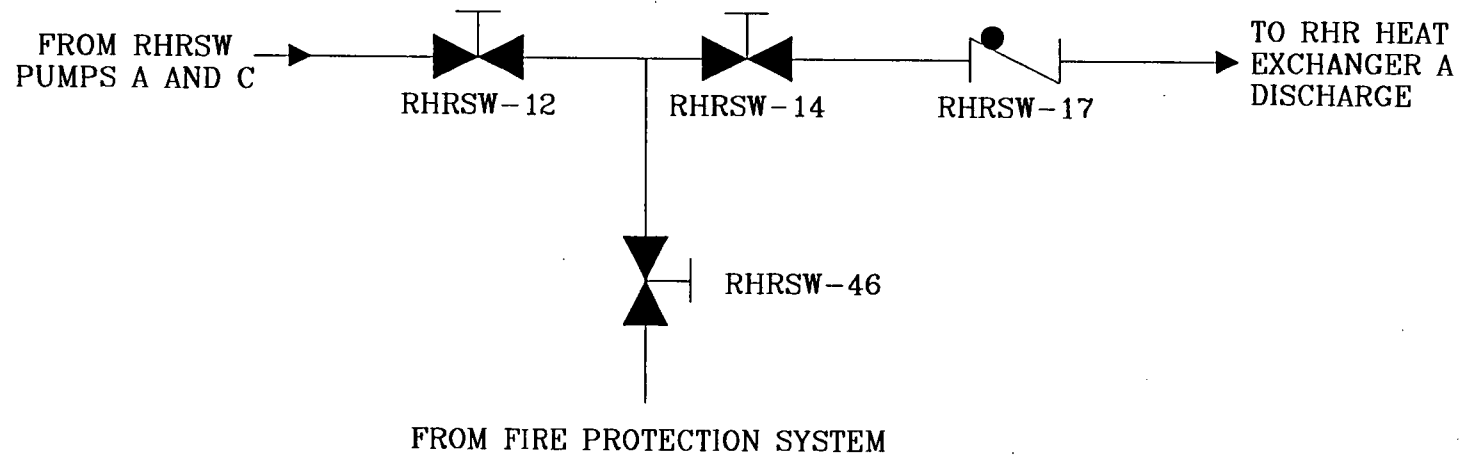 FROM RHRSW
PUMPS A AND C
RHRSW-12
RHRSW-14
RHRSW-17
TO RHR HEAT
EXCHANGER A
DISCHARGE
RHRSW-46
FROM FIRE PROTECTION SYSTEM